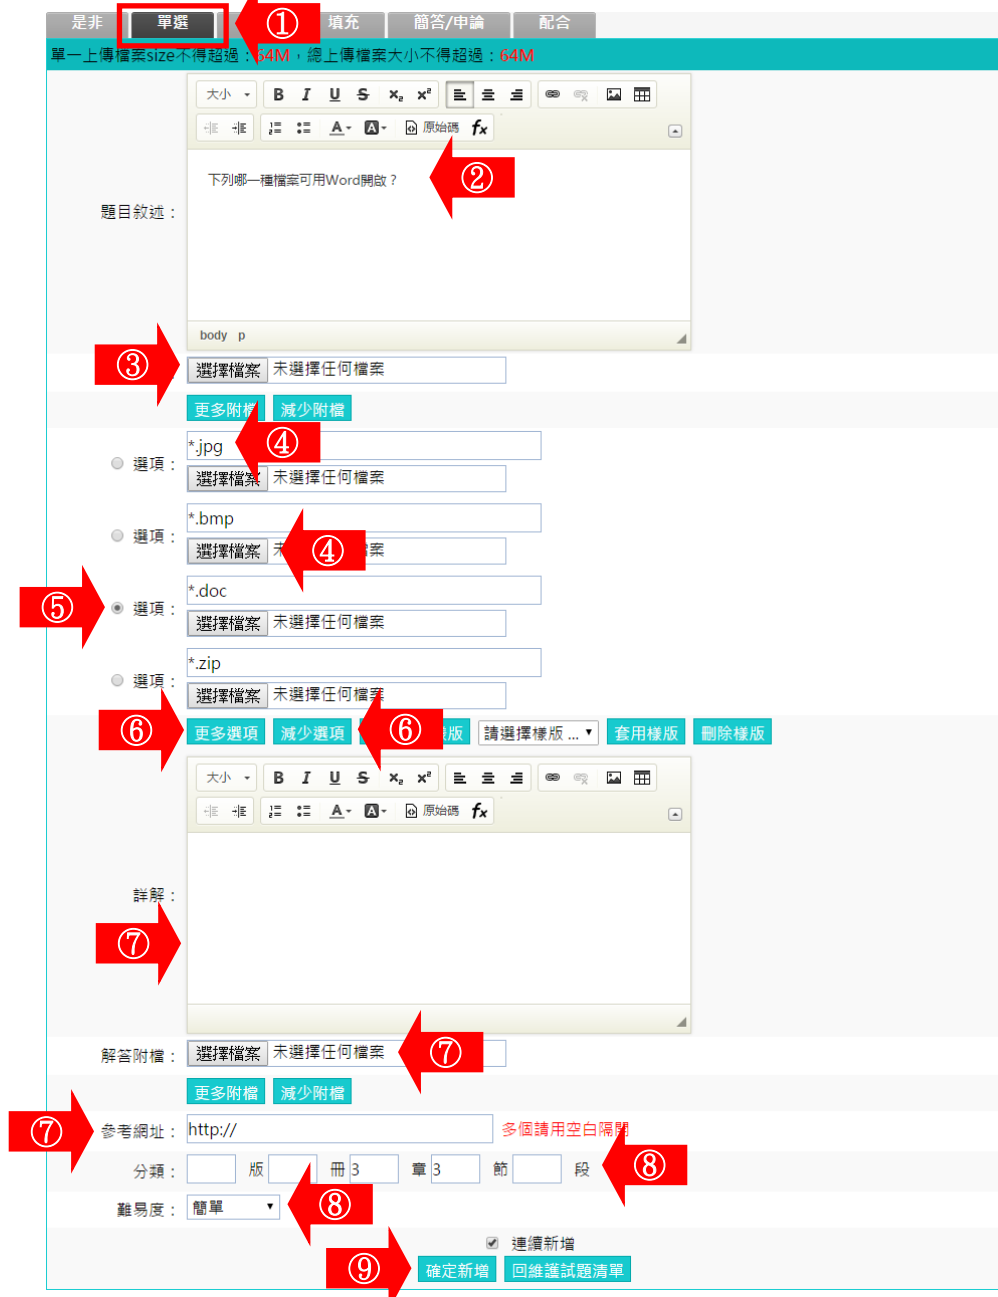 是非 單選 ① 填充 簡答/申論 配合
單一上傳檔案size不得超過：64M，總上傳檔案大小不得超過：64M
大小 B I U S x₂ x²
A A 原始碼 fx
下列哪一種檔案可用Word開啟？ ②
題目敘述：
body p
③ 選擇檔案 未選擇任何檔案
更多附檔 減少附檔
*.jpg ④
選項：
選擇檔案 未選擇任何檔案
*.bmp
選項：
選擇檔案 ④ 檔案
*.doc
⑤ 選項：
選擇檔案 未選擇任何檔案
*.zip
選項：
選擇檔案 未選擇任何檔案
⑥ 更多選項 減少選項 ⑥ 樣版 請選擇樣版 ... 套用樣版 刪除樣版
大小 B I U S x₂ x²
A A 原始碼 fx
詳解：
⑦
解答附檔： 選擇檔案 未選擇任何檔案 ⑦
更多附檔 減少附檔
⑦ 參考網址： http:// 多個請用空白隔開
分類： 版 冊 3 章 3 節 段 ⑧
難易度： 簡單 ⑧
連續新增
⑨ 確定新增 回維護試題清單